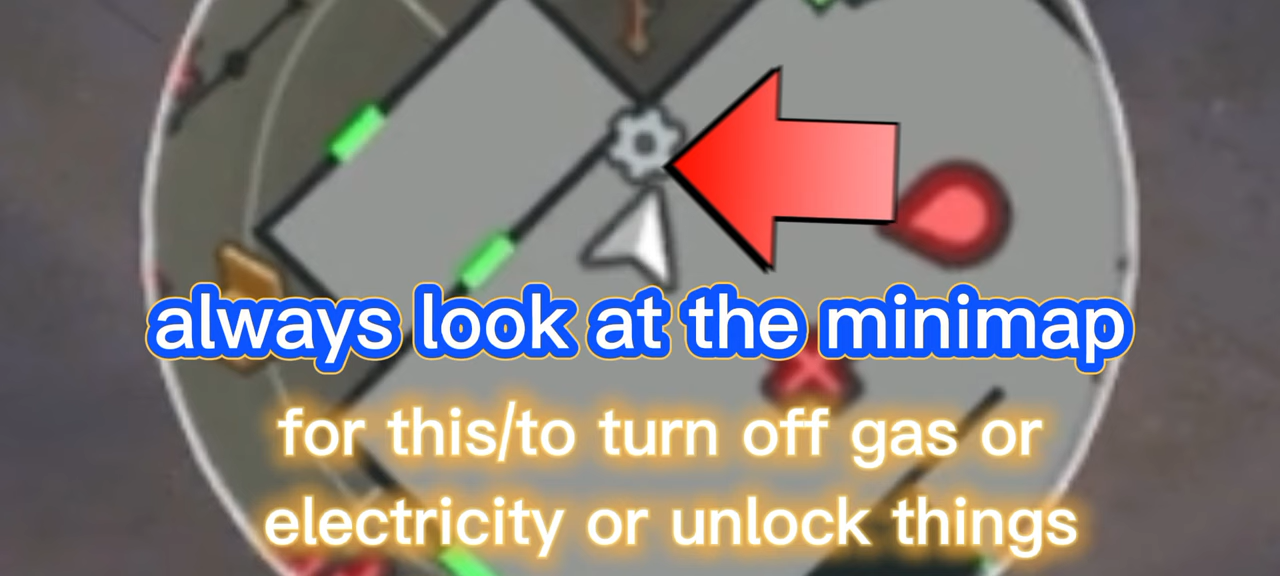 always look at the minimap
for this/to turn off gas or
electricity or unlock things